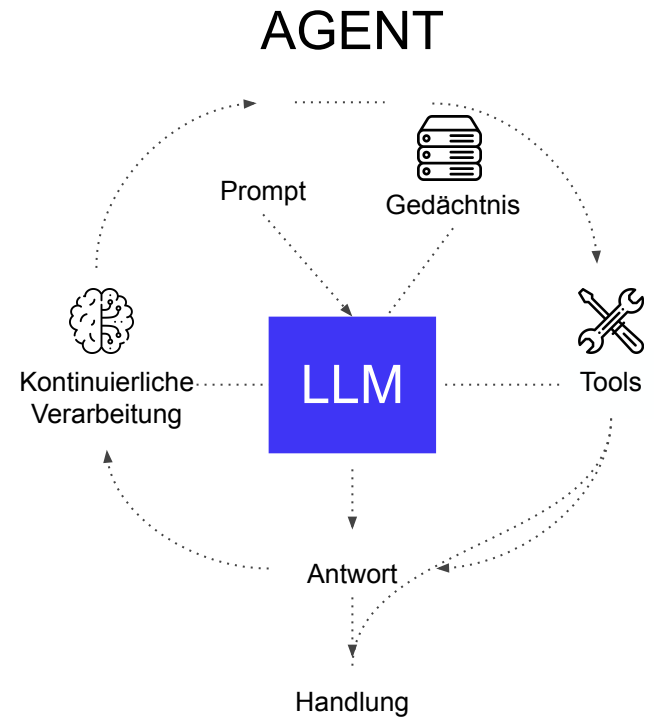 AGENT
Prompt
Gedächtnis
Kontinuierliche
Verarbeitung
LLM
Tools
Antwort
Handlung